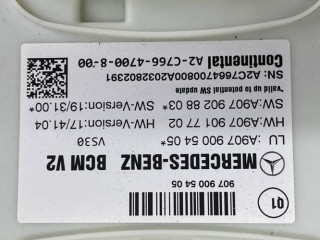 907 900 54 05
01
MERCEDES-BENZ BCM V2
LU :A907 900 54 05* VS30
HW:A907 901 77 02 HW-Version:17/41.04
SW:A907 902 88 03* SW-Version:19/31.00*
*valid up to potential SW update
SN: A2C7664700800A2032802391
Continental A2-C766-4700-8-00